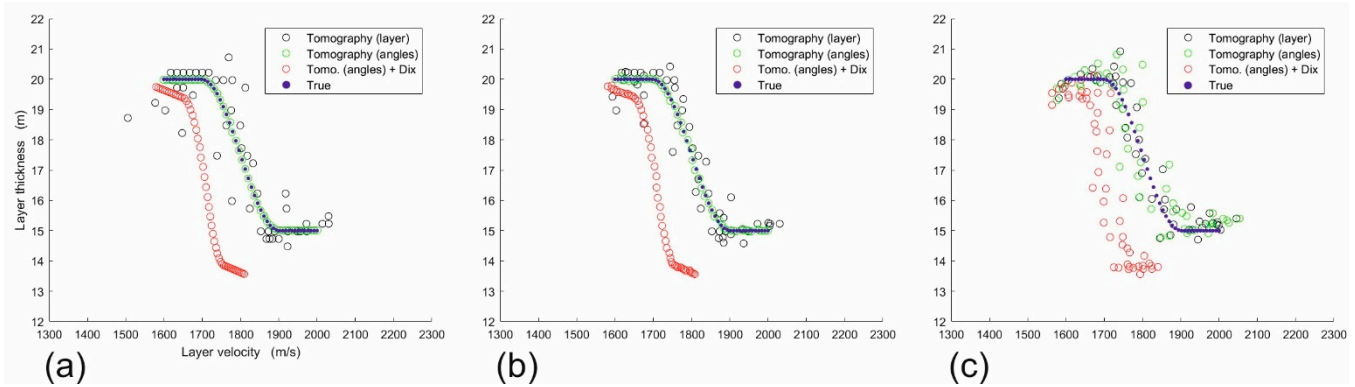 22
21
20
19
18
17
16
15
14
13
12
Layer thickness (m)
1300 1400 1500 1600 1700 1800 1900 2000 2100 2200 2300
Layer velocity (m/s)
Tomography (layer)
Tomography (angles)
Tomo. (angles) + Dix
True
(a)
22
21
20
19
18
17
16
15
14
13
12
1300 1400 1500 1600 1700 1800 1900 2000 2100 2200 2300
Tomography (layer)
Tomography (angles)
Tomo. (angles) + Dix
True
(b)
22
21
20
19
18
17
16
15
14
13
12
1300 1400 1500 1600 1700 1800 1900 2000 2100 2200 2300
Tomography (layer)
Tomography (angles)
Tomo. (angles) + Dix
True
(c)